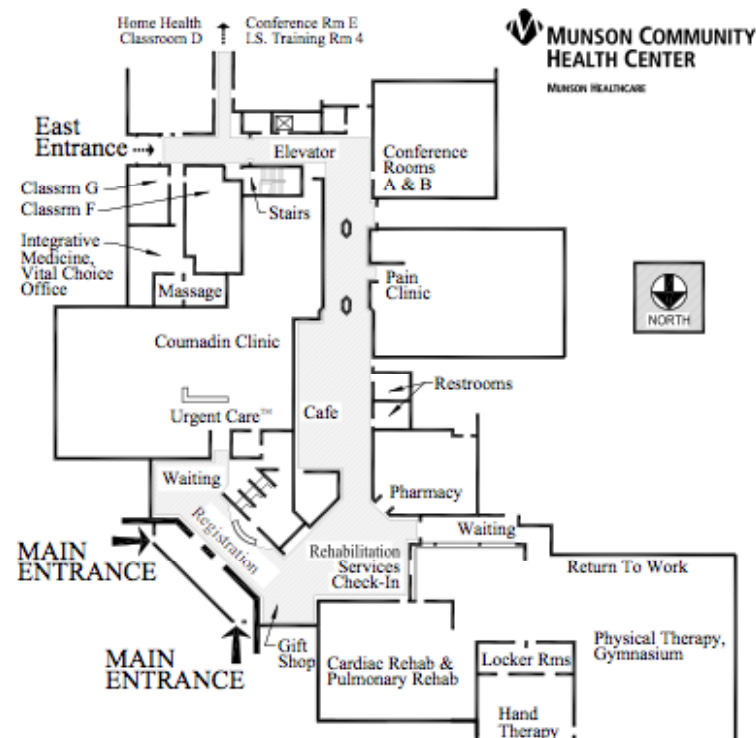 Home Health
Classroom D
Conference Rm E
I.S. Training Rm 4
MUNSON COMMUNITY
HEALTH CENTER
MUNSON HEALTHCARE
East
Entrance
Elevator
Conference
Rooms
A & B
Classrm G
Classrm F
Stairs
Integrative
Medicine,
Vital Choice
Office
Massage
Pain
Clinic
NORTH
Coumadin Clinic
Restrooms
Urgent Care™
Cafe
Waiting
Pharmacy
Registration
Waiting
MAIN
ENTRANCE
Rehabilitation
Services
Check-In
Return To Work
Gift
Shop
MAIN
ENTRANCE
Cardiac Rehab &
Pulmonary Rehab
Locker Rms
Physical Therapy,
Gymnasium
Hand
Therapy